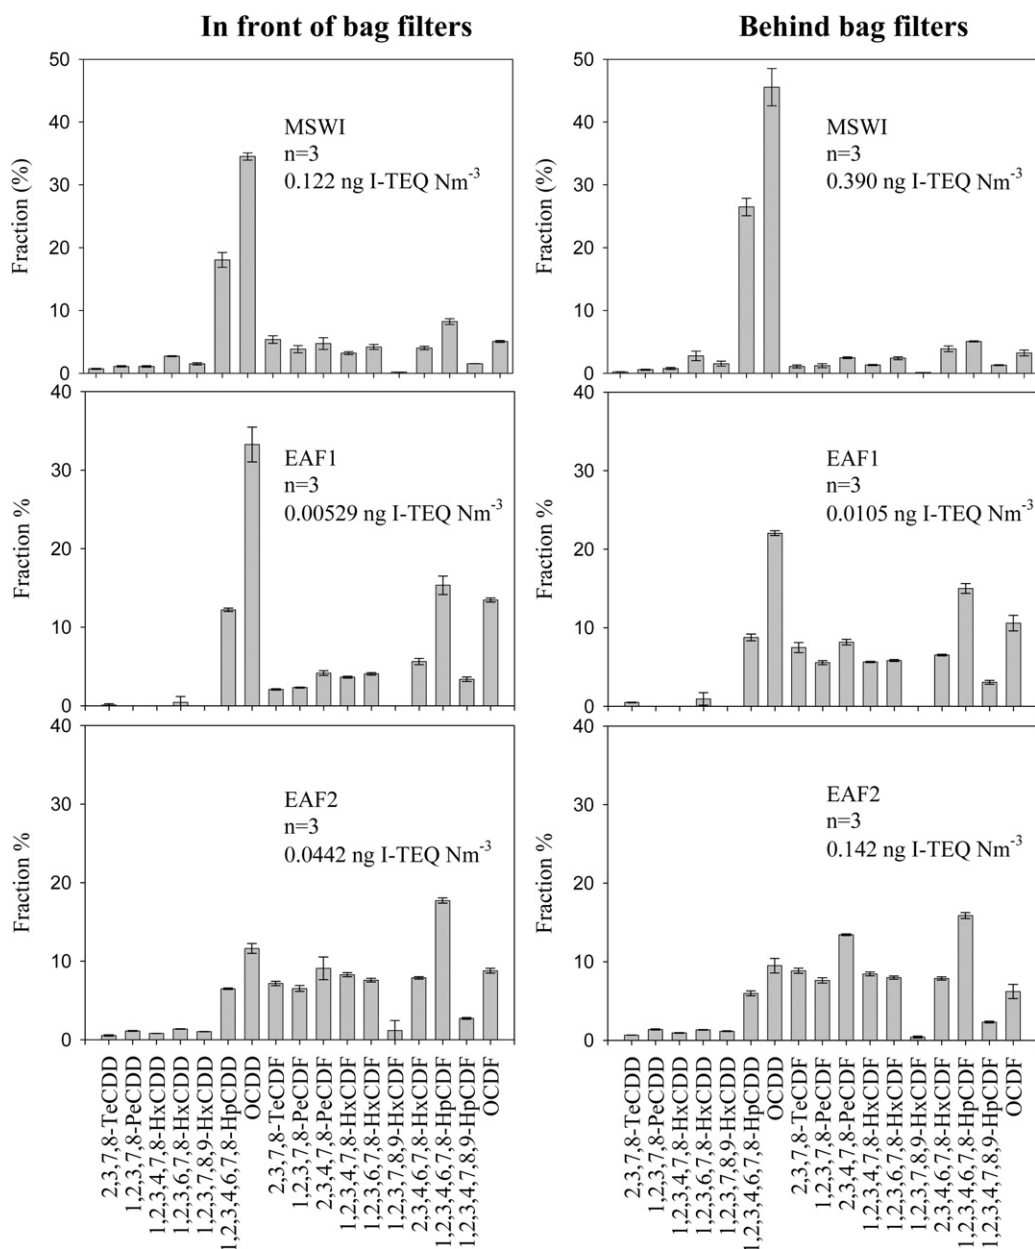 In front of bag filters
Behind bag filters
50
40
30
20
10
0
Fraction (%)
MSWI
n=3
0.122 ng I-TEQ Nm-3
50
40
30
20
10
0
Fraction (%)
MSWI
n=3
0.390 ng I-TEQ Nm-3
40
30
20
10
0
Fraction %
EAF1
n=3
0.00529 ng I-TEQ Nm-3
40
30
20
10
0
Fraction %
EAF1
n=3
0.0105 ng I-TEQ Nm-3
40
30
20
10
0
Fraction %
EAF2
n=3
0.0442 ng I-TEQ Nm-3
40
30
20
10
0
Fraction %
EAF2
n=3
0.142 ng I-TEQ Nm-3
2,3,7,8-TeCDD
1,2,3,7,8-PeCDD
1,2,3,4,7,8-HxCDD
1,2,3,6,7,8-HxCDD
1,2,3,7,8,9-HxCDD
1,2,3,4,6,7,8-HpCDD
OCDD
2,3,7,8-TeCDF
1,2,3,7,8-PeCDF
2,3,4,7,8-PeCDF
1,2,3,4,7,8-HxCDF
1,2,3,6,7,8-HxCDF
1,2,3,7,8,9-HxCDF
2,3,4,6,7,8-HxCDF
1,2,3,4,6,7,8-HpCDF
1,2,3,4,7,8,9-HpCDF
OCDF
2,3,7,8-TeCDD
1,2,3,7,8-PeCDD
1,2,3,4,7,8-HxCDD
1,2,3,6,7,8-HxCDD
1,2,3,7,8,9-HxCDD
1,2,3,4,6,7,8-HpCDD
OCDD
2,3,7,8-TeCDF
1,2,3,7,8-PeCDF
2,3,4,7,8-PeCDF
1,2,3,4,7,8-HxCDF
1,2,3,6,7,8-HxCDF
1,2,3,7,8,9-HxCDF
2,3,4,6,7,8-HxCDF
1,2,3,4,6,7,8-HpCDF
1,2,3,4,7,8,9-HpCDF
OCDF